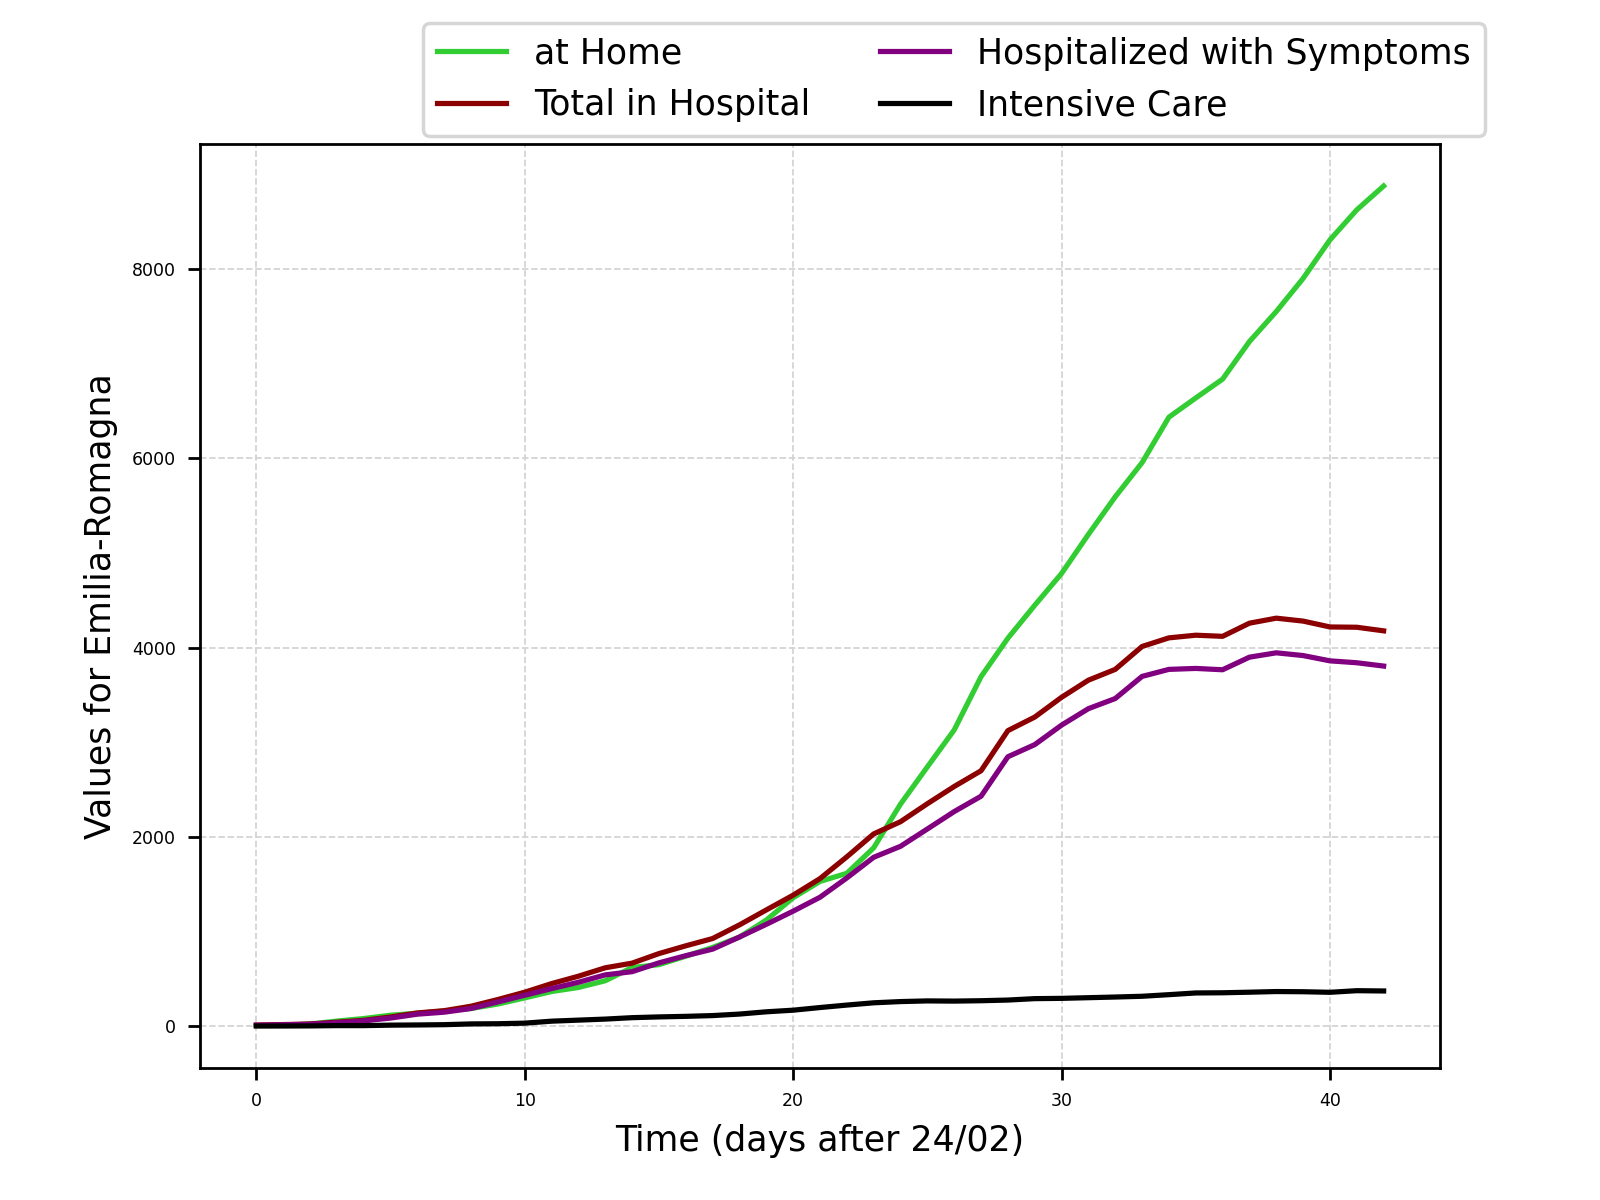 at Home
Total in Hospital
Hospitalized with Symptoms
Intensive Care
Values for Emilia-Romagna
8000
6000
4000
2000
0
0 10 20 30 40
Time (days after 24/02)